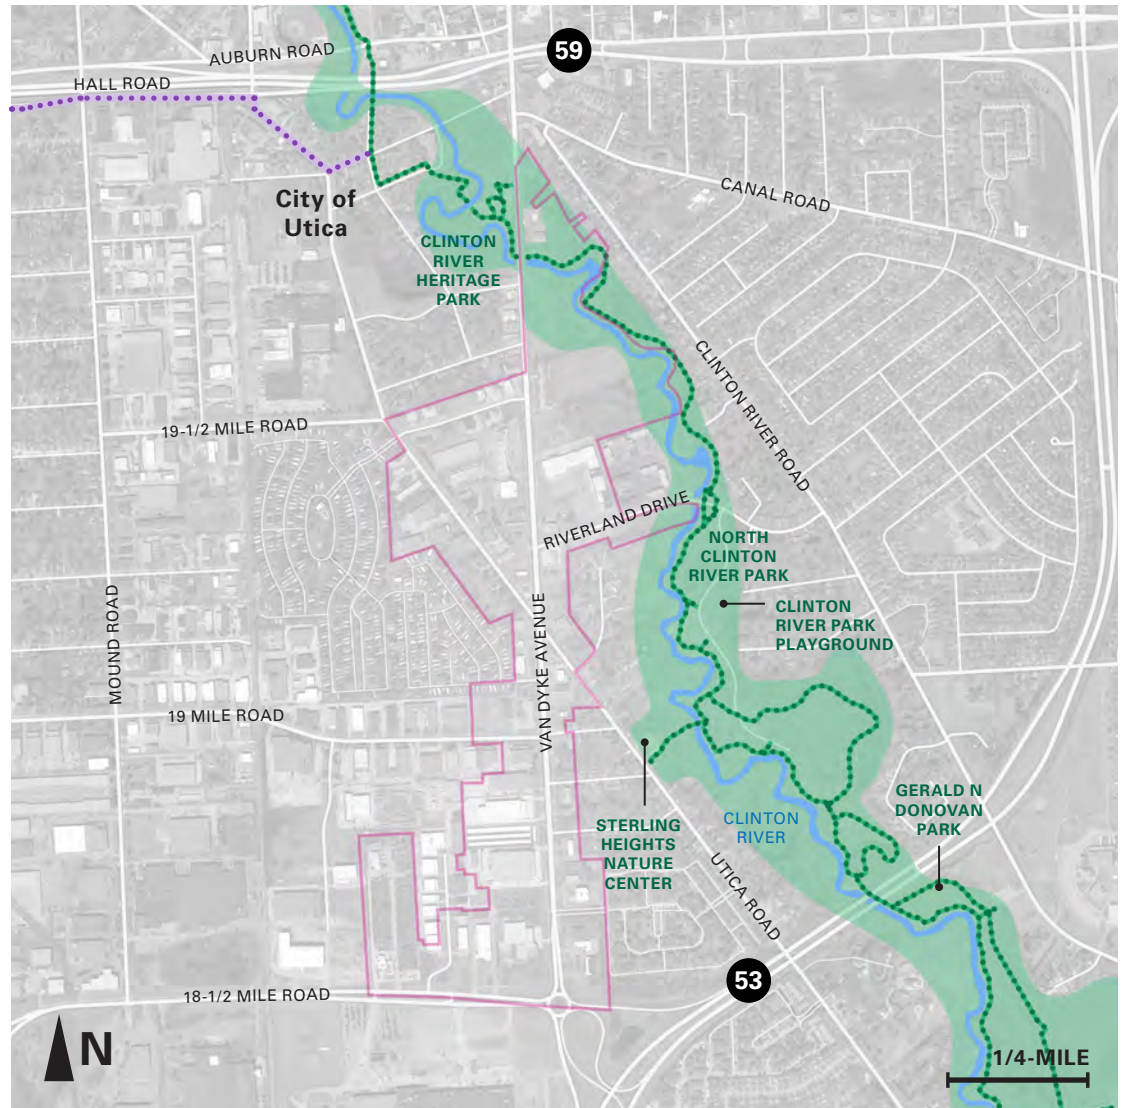 59
AUBURN ROAD
HALL ROAD
City of
Utica
CANAL ROAD
CLINTON
RIVER
HERITAGE
PARK
CLINTON RIVER ROAD
19-1/2 MILE ROAD
RIVERLAND DRIVE
NORTH
CLINTON
RIVER PARK
CLINTON
RIVER PARK
PLAYGROUND
MOUND ROAD
VAN DYKE AVENUE
19 MILE ROAD
GERALD N
DONOVAN
PARK
CLINTON
RIVER
STERLING
HEIGHTS
NATURE
CENTER
UTICA ROAD
53
18-1/2 MILE ROAD
N
1/4-MILE